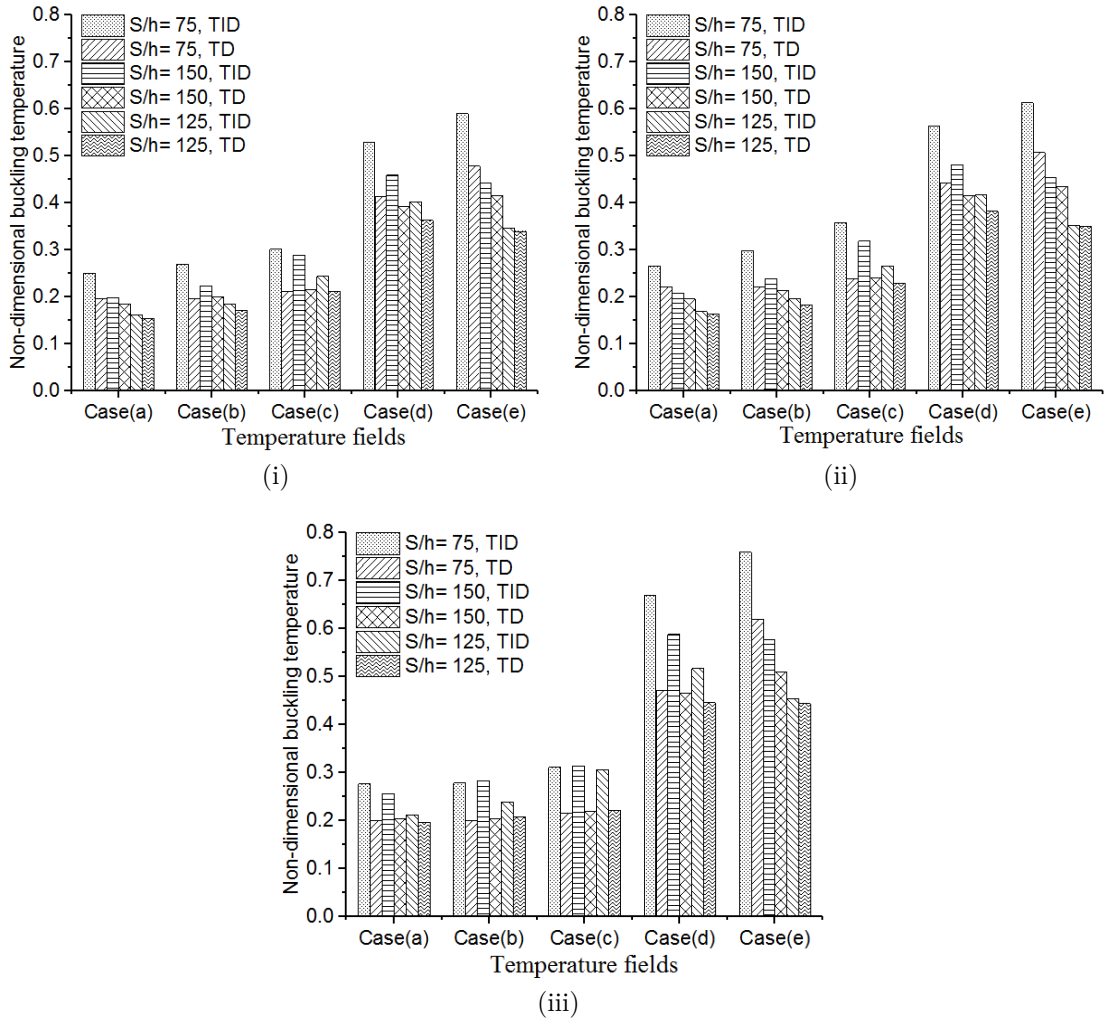 Non-dimensional buckling temperature
0.8
0.7
0.6
0.5
0.4
0.3
0.2
0.1
0.0
S/h= 75, TID
S/h= 75, TD
S/h= 150, TID
S/h= 150, TD
S/h= 125, TID
S/h= 125, TD
Case(a) Case(b) Case(c) Case(d) Case(e)
Temperature fields
(i)
Non-dimensional buckling temperature
0.8
0.7
0.6
0.5
0.4
0.3
0.2
0.1
0.0
S/h= 75, TID
S/h= 75, TD
S/h= 150, TID
S/h= 150, TD
S/h= 125, TID
S/h= 125, TD
Case(a) Case(b) Case(c) Case(d) Case(e)
Temperature fields
(ii)
Non-dimensional buckling temperature
0.8
0.7
0.6
0.5
0.4
0.3
0.2
0.1
0.0
S/h= 75, TID
S/h= 75, TD
S/h= 150, TID
S/h= 150, TD
S/h= 125, TID
S/h= 125, TD
Case(a) Case(b) Case(c) Case(d) Case(e)
Temperature fields
(iii)